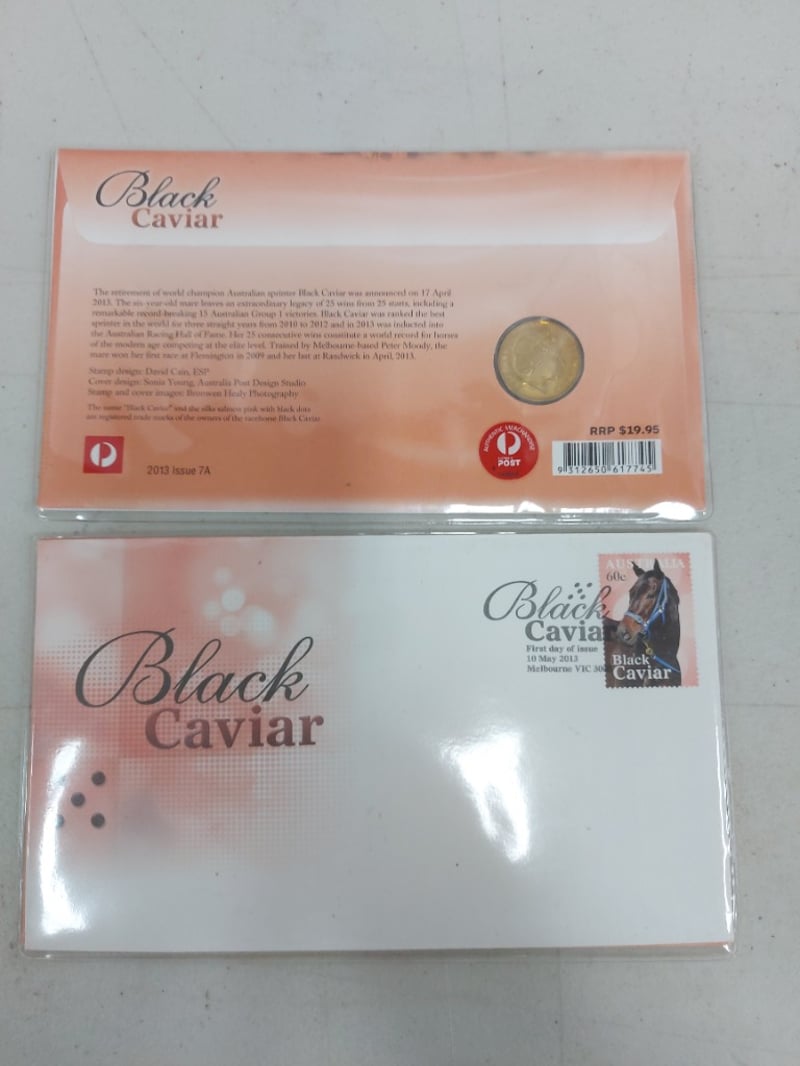 Black
Caviar
The retirement of world champion Australian sprinter Black Caviar was announced on 17 April
2013. The six-year-old mare leaves an extraordinary legacy of 25 wins from 25 starts, including a
remarkable record-breaking 15 Australian Group 1 victories. Black Caviar was ranked the best
sprinter in the world for three straight years from 2010 to 2012 and in 2013 was inducted into
the Australian Racing Hall of Fame. Her 25 consecutive wins constitute a world record for horses
of the modern age competing at the elite level. Trained by Melbourne-based Peter Moody, the
mare won her first race at Flemington in 2009 and her last at Randwick in April, 2013.
Stamp design: David Cain, ESP
Cover design: Sonia Young, Australia Post Design Studio
Stamp and cover images: Bronwen Healy Photography
The name "Black Caviar" and the silks salmon pink with black dots
are registered trade marks of the owners of the racehorse Black Caviar.
2013 Issue 7A
AUTHENTIC MERCHANDISE
POST
RRP $19.95
9 312650 617745
Black
Caviar
Black
Caviar
First day of issue
10 May 2013
Melbourne VIC
AUSTRALIA
60c
Black
Caviar